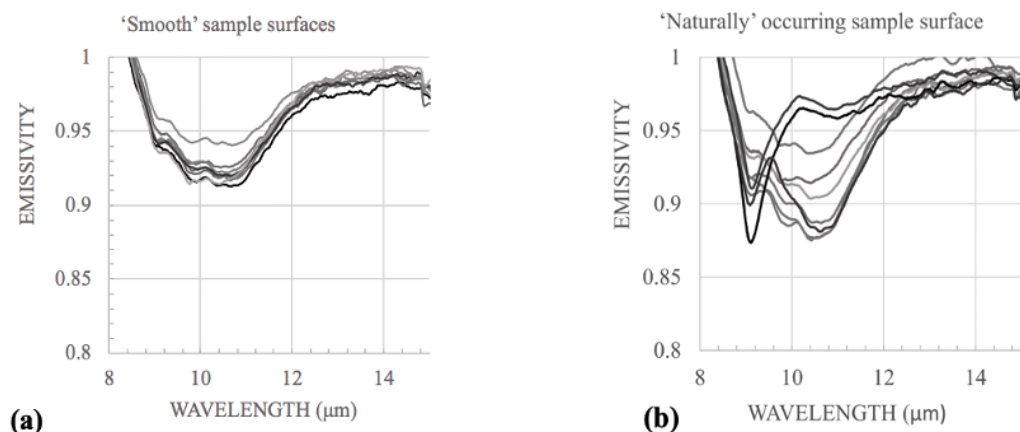 'Smooth' sample surfaces
1
0.95
0.9
0.85
0.8
EMISSIVITY
8
10
12
14
WAVELENGTH (μm)
(a)
'Naturally' occurring sample surface
1
0.95
0.9
0.85
0.8
EMISSIVITY
8
10
12
14
WAVELENGTH (μm)
(b)